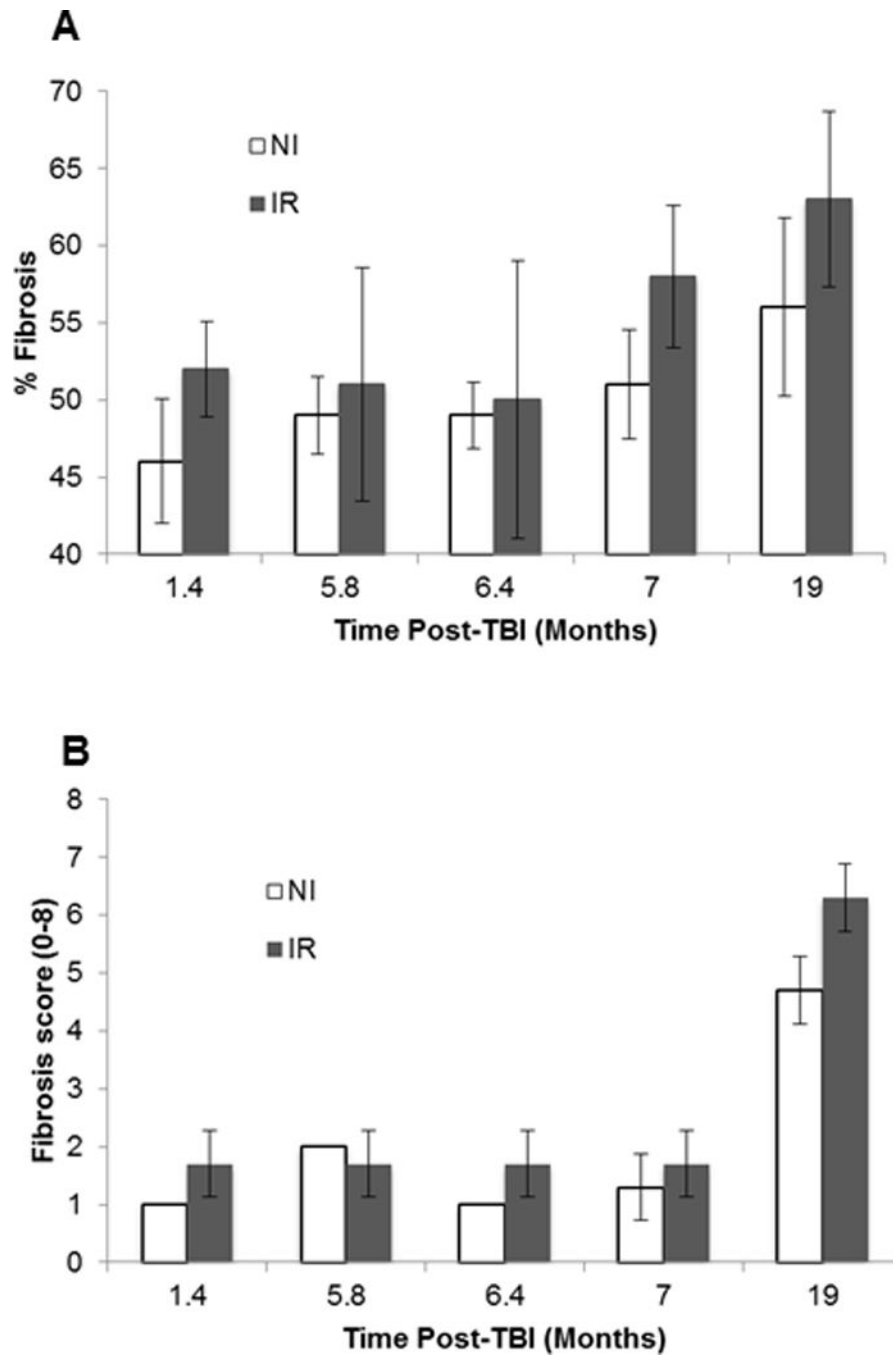 A
70
65
60
55
50
45
40
% Fibrosis
NI
IR
1.4 5.8 6.4 7 19
Time Post-TBI (Months)
B
8
7
6
5
4
3
2
1
0
Fibrosis score (0-8)
NI
IR
1.4 5.8 6.4 7 19
Time Post-TBI (Months)